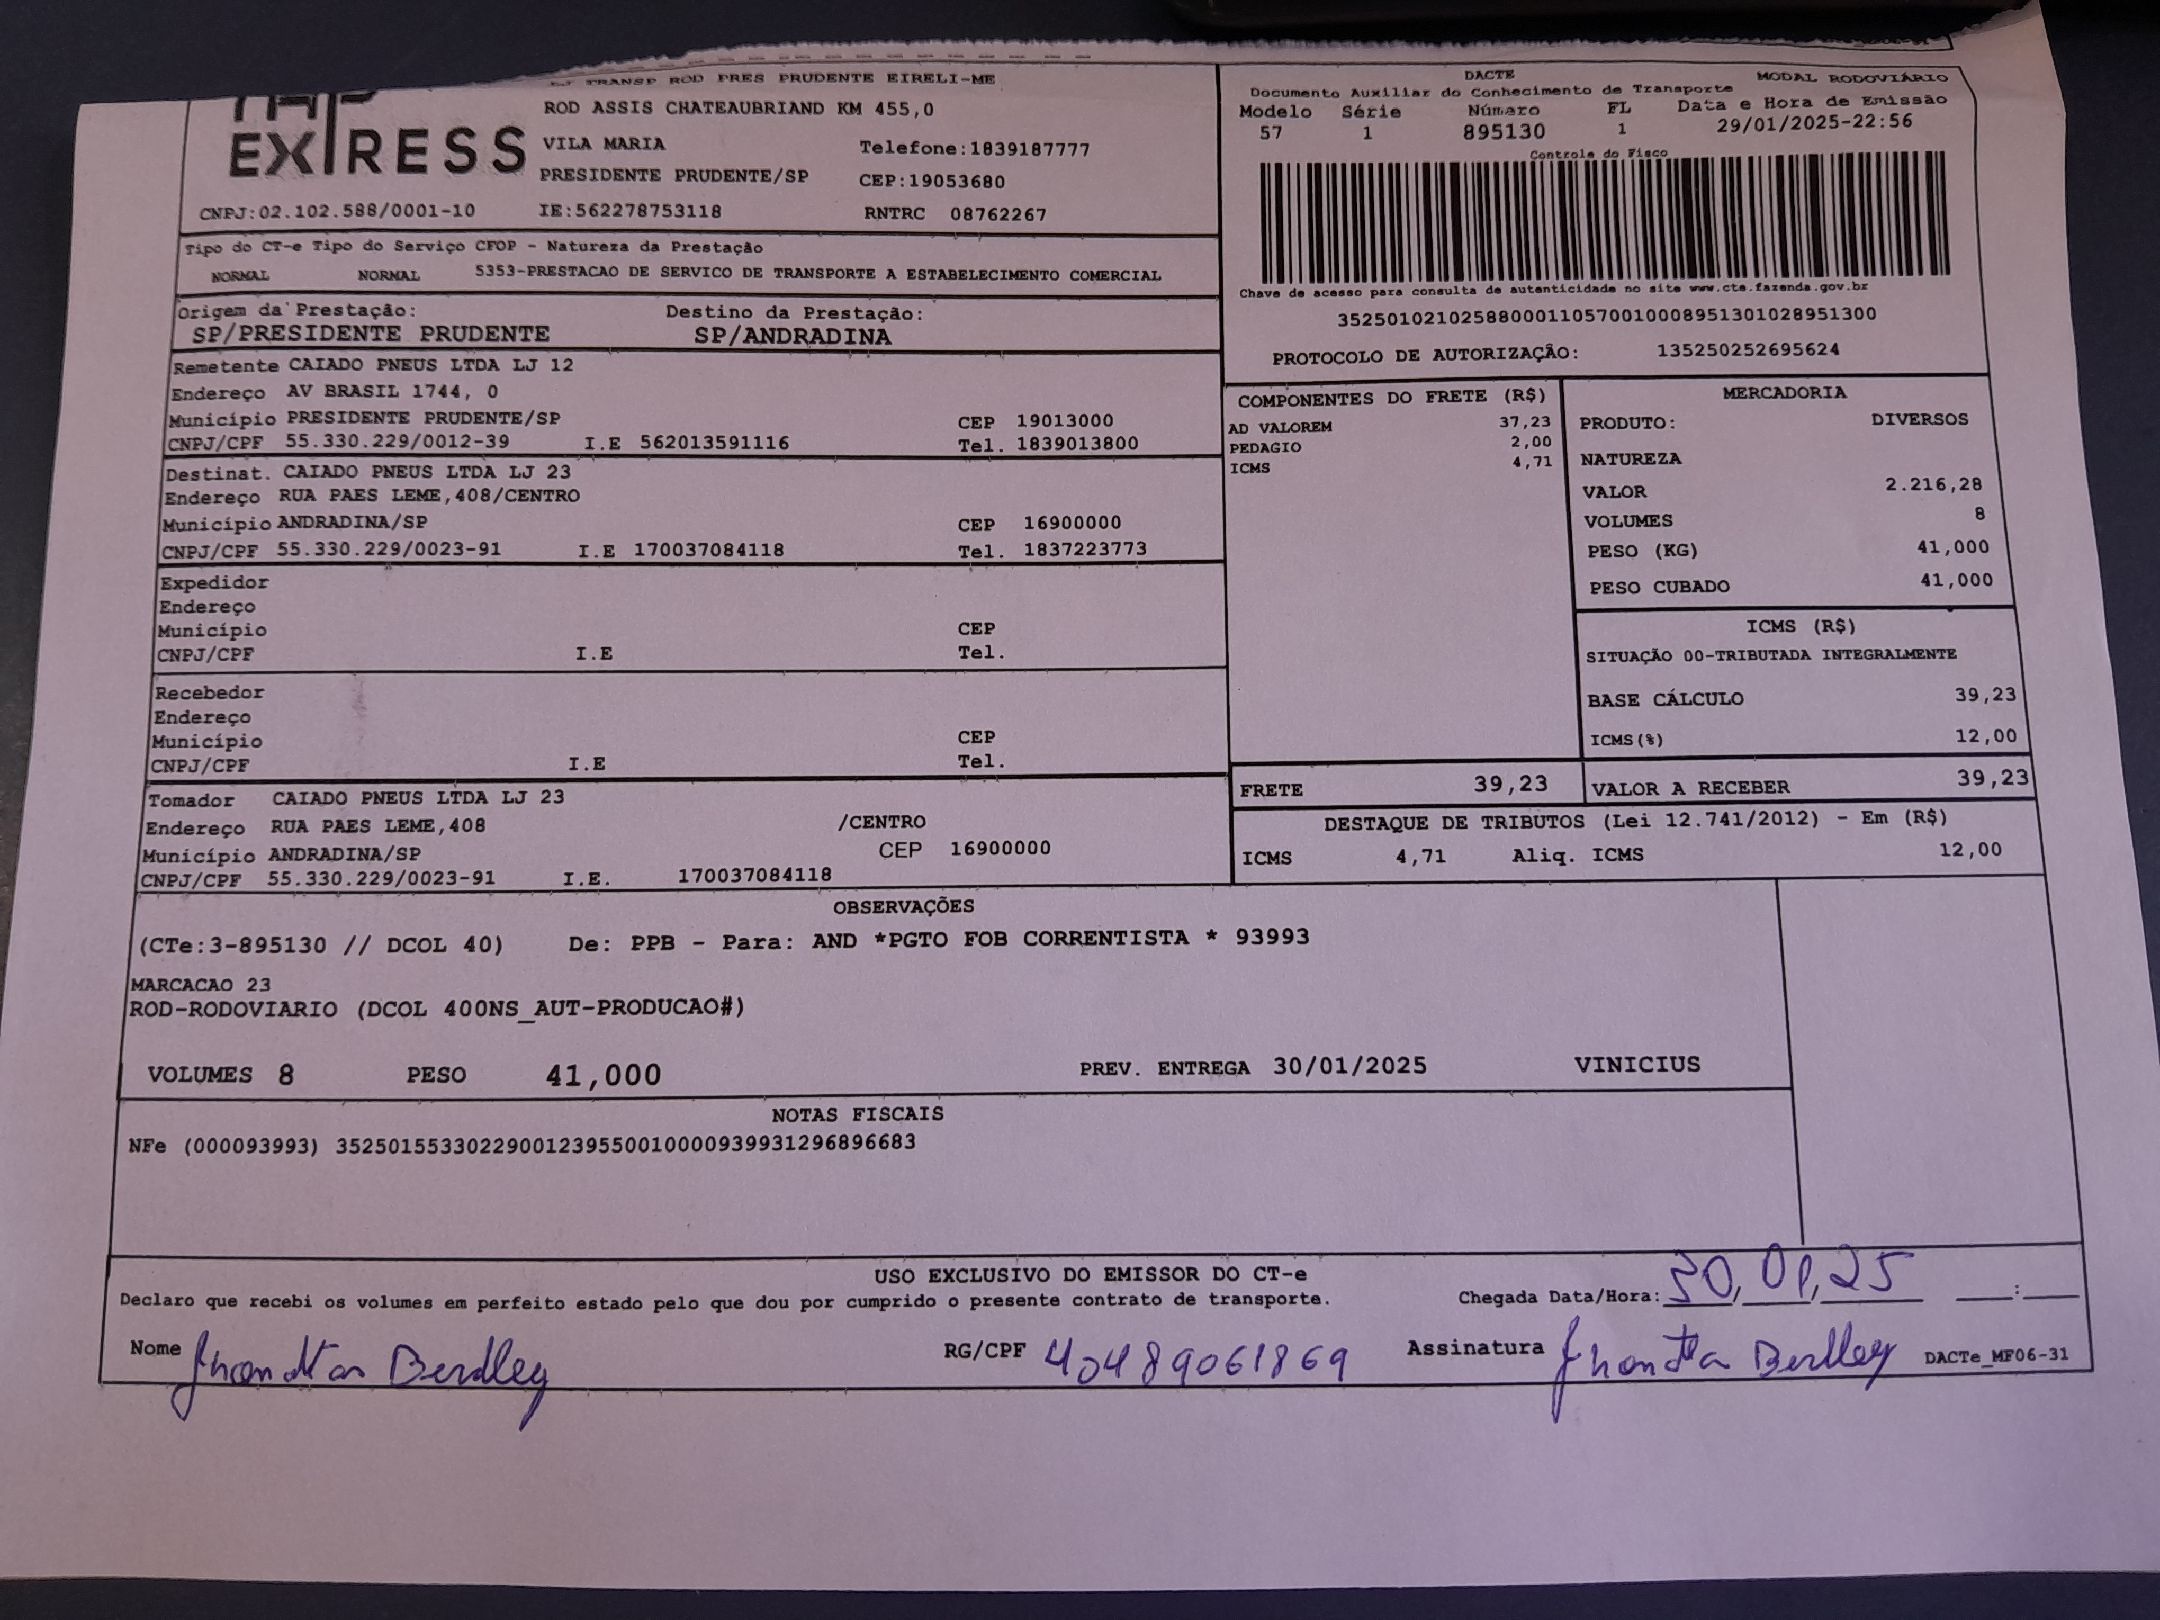 TRANSP ROD PRES PRUDENTE EIRELI-ME
EXPRESS
ROD ASSIS CHATEAUBRIAND KM 455,0
VILA MARIA Telefone:1839187777
PRESIDENTE PRUDENTE/SP CEP:19053680
CNPJ:02.102.588/0001-10 IE:562278753118 RNTRC 08762267
DACTE MODAL RODOVIÁRIO
Documento Auxiliar do Conhecimento de Transporte
Modelo Série Número FL Data e Hora de Emissão
57 1 895130 1 29/01/2025-22:56
Controle do Fisco
Chave de acesso para consulta de autenticidade no site www.cte.fazenda.gov.br
35250102102588000110570010008951301028951300
PROTOCOLO DE AUTORIZAÇÃO: 135250252695624
Tipo do CT-e Tipo do Serviço CFOP - Natureza da Prestação
NORMAL NORMAL 5353-PRESTACAO DE SERVICO DE TRANSPORTE A ESTABELECIMENTO COMERCIAL
Origem da Prestação: Destino da Prestação:
SP/PRESIDENTE PRUDENTE SP/ANDRADINA
Remetente CAIADO PNEUS LTDA LJ 12
Endereço AV BRASIL 1744, 0
Município PRESIDENTE PRUDENTE/SP CEP 19013000
CNPJ/CPF 55.330.229/0012-39 I.E 562013591116 Tel. 1839013800
Destinat. CAIADO PNEUS LTDA LJ 23
Endereço RUA PAES LEME,408/CENTRO
Município ANDRADINA/SP CEP 16900000
CNPJ/CPF 55.330.229/0023-91 I.E 170037084118 Tel. 1837223773
Expedidor
Endereço
Município CEP
CNPJ/CPF I.E Tel.
Recebedor
Endereço
Município CEP
CNPJ/CPF I.E Tel.
Tomador CAIADO PNEUS LTDA LJ 23
Endereço RUA PAES LEME,408 /CENTRO
Município ANDRADINA/SP CEP 16900000
CNPJ/CPF 55.330.229/0023-91 I.E. 170037084118
COMPONENTES DO FRETE (R$)
AD VALOREM 37,23
PEDAGIO 2,00
ICMS 4,71
MERCADORIA
PRODUTO: DIVERSOS
NATUREZA
VALOR 2.216,28
VOLUMES 8
PESO (KG) 41,000
PESO CUBADO 41,000
ICMS (R$)
SITUAÇÃO 00-TRIBUTADA INTEGRALMENTE
BASE CÁLCULO 39,23
ICMS(%) 12,00
FRETE 39,23 VALOR A RECEBER 39,23
DESTAQUE DE TRIBUTOS (Lei 12.741/2012) - Em (R$)
ICMS 4,71 Aliq. ICMS 12,00
OBSERVAÇÕES
(CTe:3-895130 // DCOL 40) De: PPB - Para: AND *PGTO FOB CORRENTISTA * 93993
MARCACAO 23
ROD-RODOVIARIO (DCOL 400NS_AUT-PRODUCAO#)
VOLUMES 8 PESO 41,000 PREV. ENTREGA 30/01/2025 VINICIUS
NOTAS FISCAIS
NFe (000093993) 35250155330229001239550010000939931296896683
USO EXCLUSIVO DO EMISSOR DO CT-e
Declaro que recebi os volumes em perfeito estado pelo que dou por cumprido o presente contrato de transporte.
Chegada Data/Hora: 30/01/25 __:__
Nome Jhonatan Berdley RG/CPF 40489061869 Assinatura Jhonatan Berdley DACTe_MF06-31